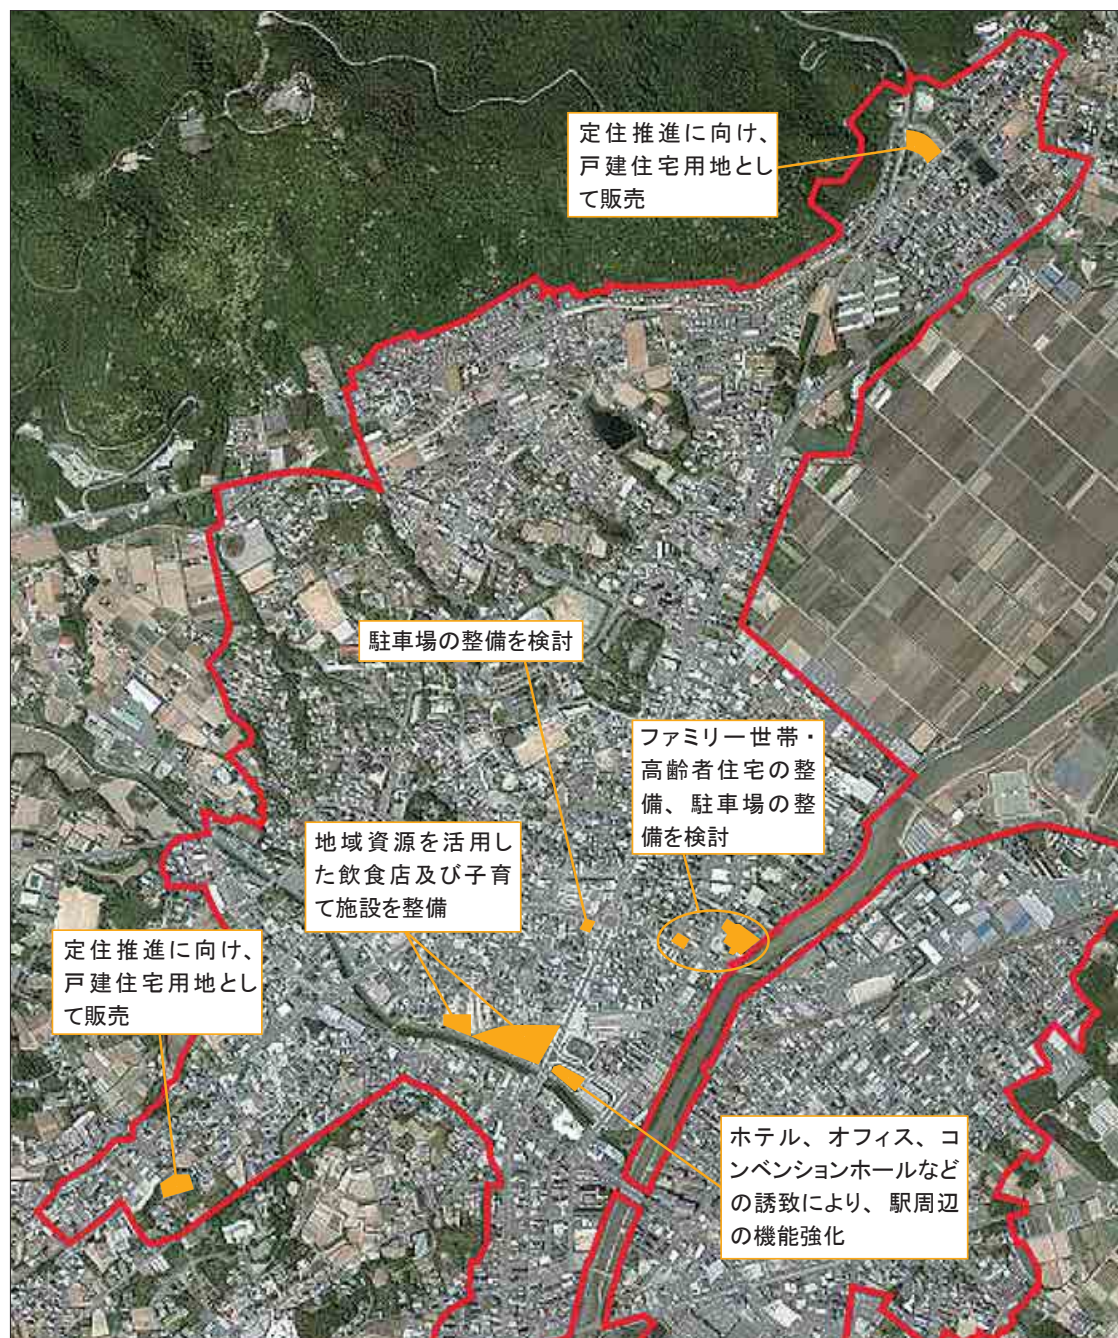 定住推進に向け、
戸建住宅用地とし
て販売
駐車場の整備を検討
ファミリー世帯・
高齢者住宅の整
備、駐車場の整
備を検討
地域資源を活用し
た飲食店及び子育
て施設を整備
定住推進に向け、
戸建住宅用地とし
て販売
ホテル、オフィス、コ
ンベンションホールなど
の誘致により、駅周辺
の機能強化